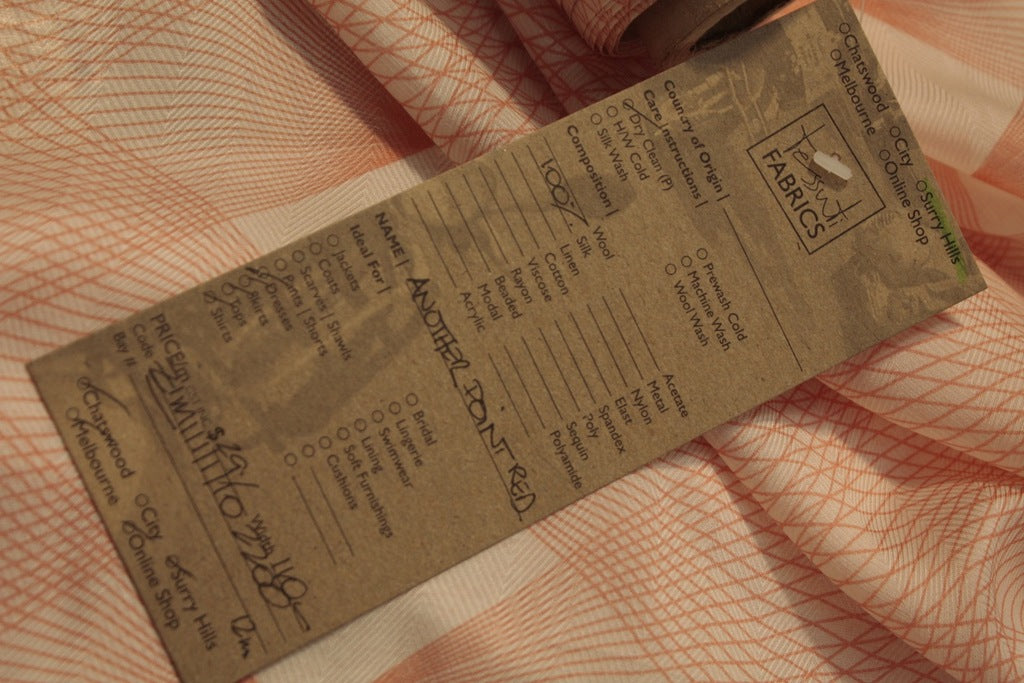 Chatswood City Surry Hills
Melbourne Online Shop
Tessuti
FABRICS
Country of Origin |
Care Instructions |
Dry Clean (P) Prewash Cold
H/W Cold Machine Wash
Silk Wash Wool Wash
Composition |
Wool Acetate
100% Silk Metal
Linen Nylon
Cotton Elast
Viscose Spandex
Rayon Poly
Beaded Sequin
Modal Polyamide
Acrylic
NAME | ANOTHER POINT RED
Ideal For |
Jackets Bridal
Coats Lingerie
Scarves | Shawls Swimwear
Pants | Shorts Lining
Dresses Soft Furnishings
Skirts Cushions
Tops
Shirts
PRICE $49
Code
Bay #
Chatswood City Surry Hills
Melbourne Online Shop